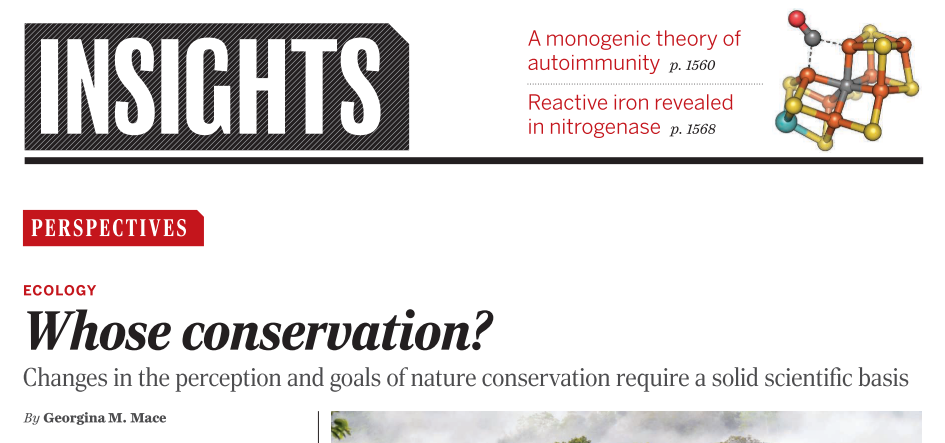 INSIGHTS
A monogenic theory of
autoimmunity p. 1560
Reactive iron revealed
in nitrogenase p. 1568
PERSPECTIVES
ECOLOGY
Whose conservation?
Changes in the perception and goals of nature conservation require a solid scientific basis
By Georgina M. Mace